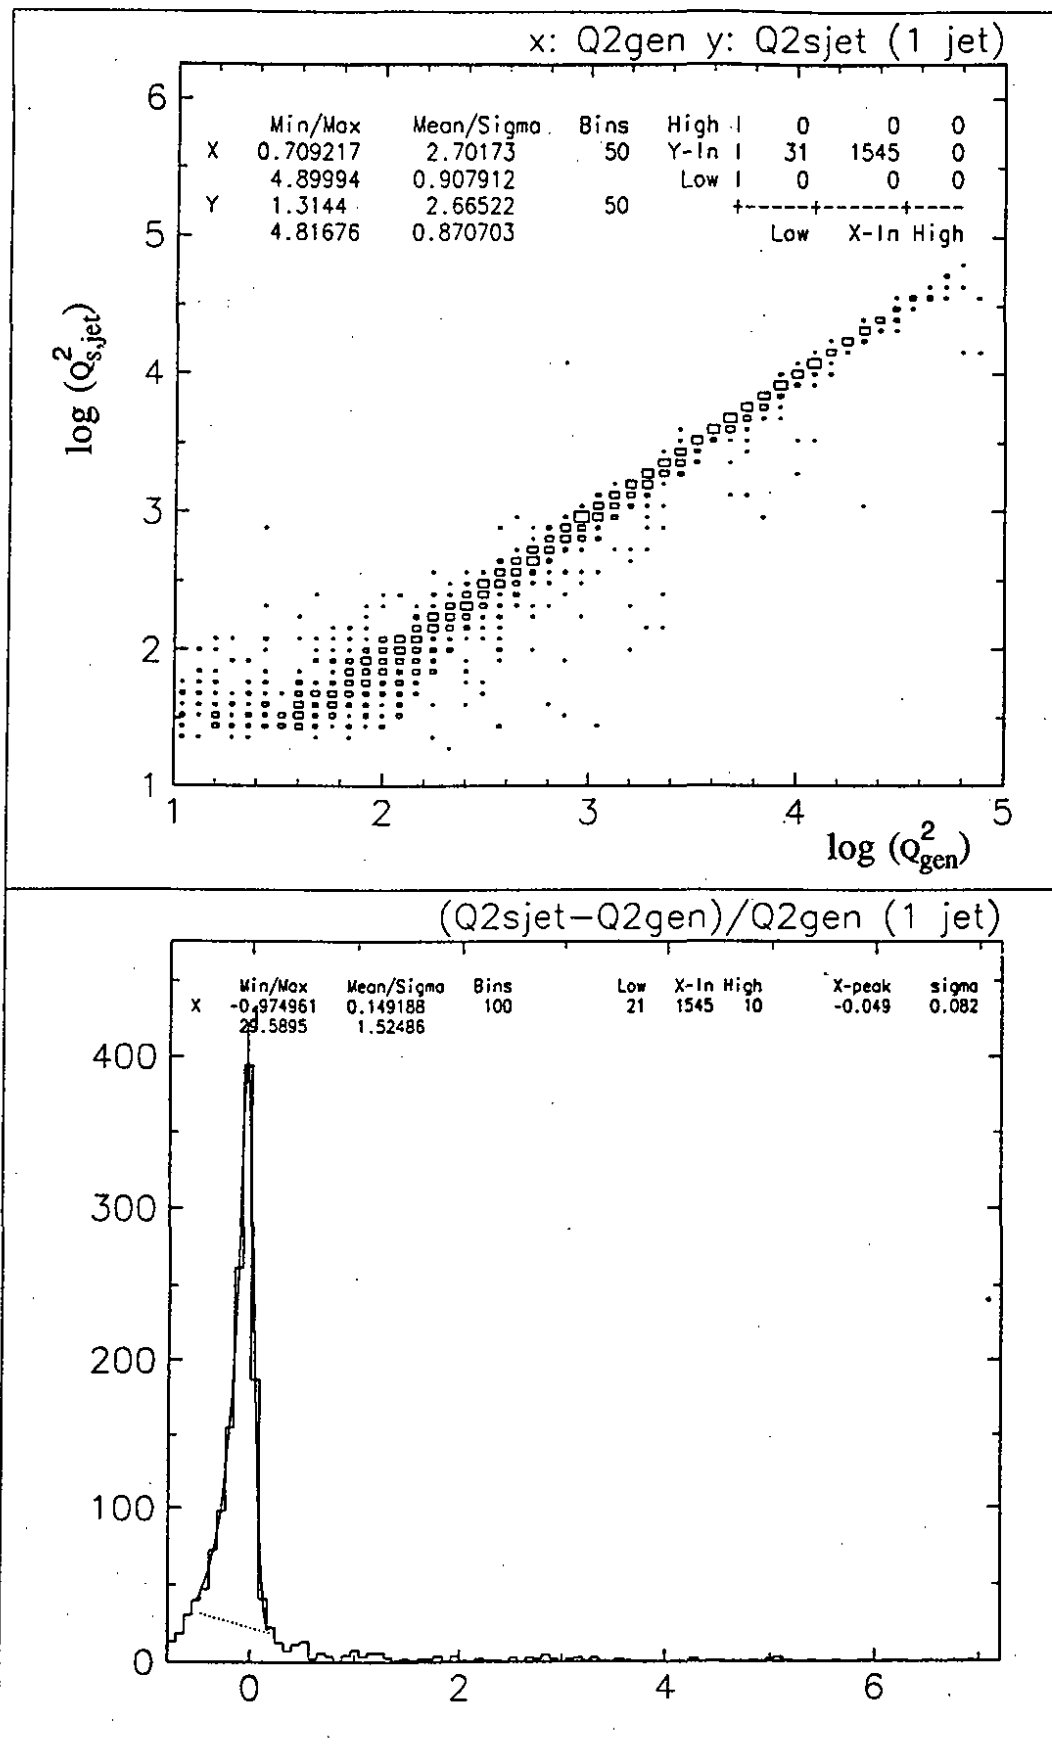 x: Q2gen y: Q2sjet (1 jet)
6
Min/Max Mean/Sigma Bins High I 0 0 0
X 0.709217 2.70173 50 Y-In I 31 1545 0
4.89994 0.907912 Low I 0 0 0
Y 1.3144 2.66522 50 +------+------+----
5 4.81676 0.870703 Low X-In High
log (Q²s,jet)
4
3
2
1
1 2 3 4 5
log (Q²gen)
(Q2sjet-Q2gen)/Q2gen (1 jet)
Min/Max Mean/Sigma Bins Low X-In High X-peak sigma
X -0.974961 0.149188 100 21 1545 10 -0.049 0.082
29.5895 1.52486
400
300
200
100
0
0 2 4 6